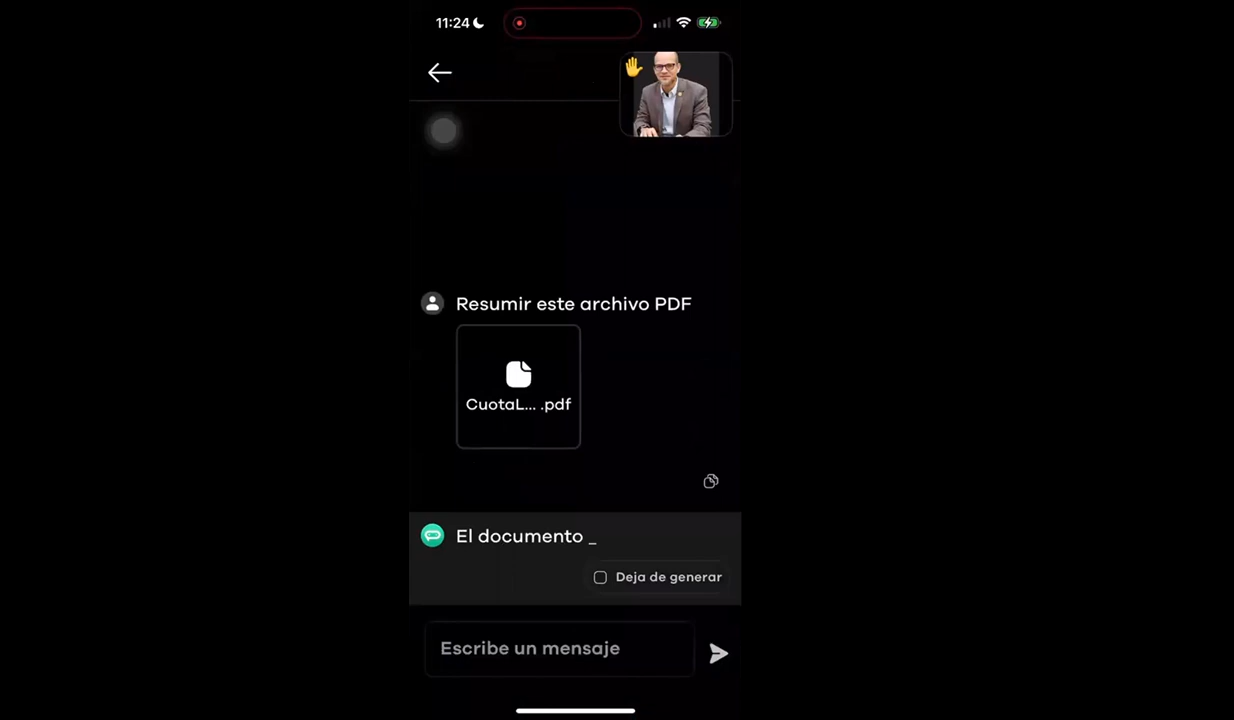 11:24
Resumir este archivo PDF
CuotaL... .pdf
El documento _
Deja de generar
Escribe un mensaje